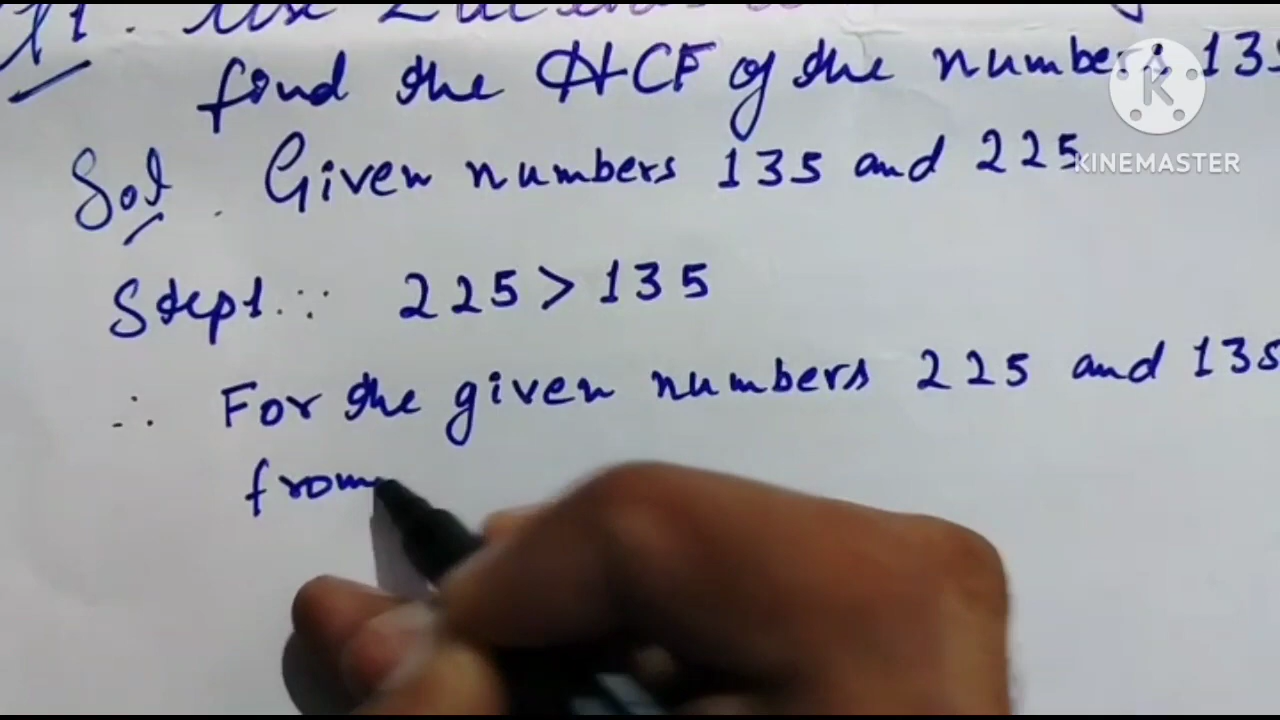 find the HCF of the numbers 135
Sol. Given numbers 135 and 225
Step1. ∵ 225 > 135
∴ For the given numbers 225 and 135
from
K
KINEMASTER